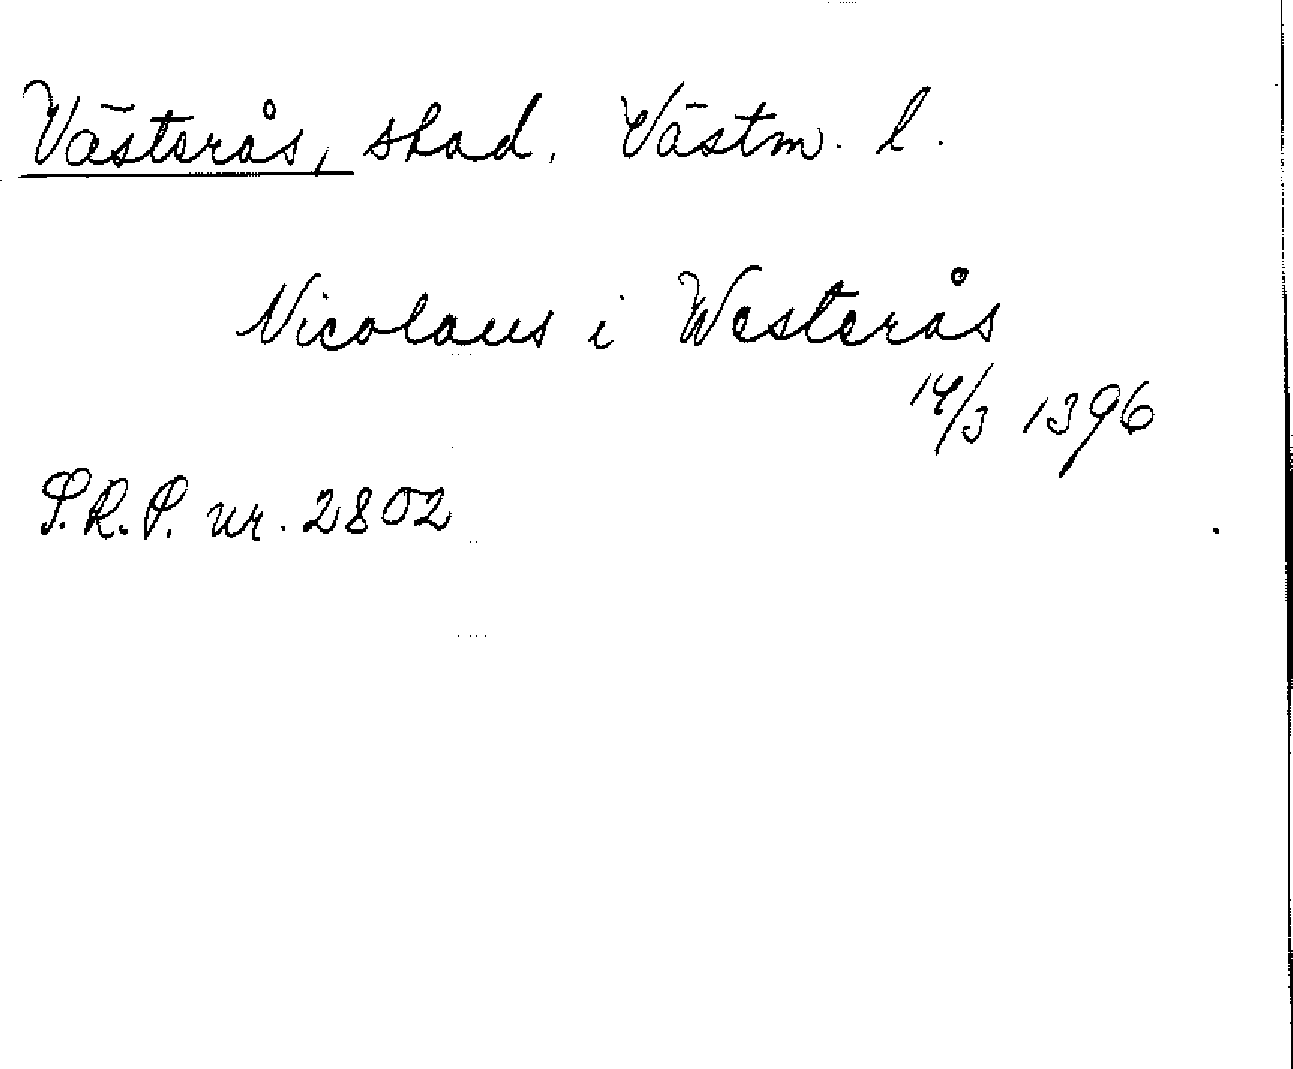 Västerås, stad. Västm. l.
Nicolaus i Westerås
14/3 1396
S.R.P. nr. 2802